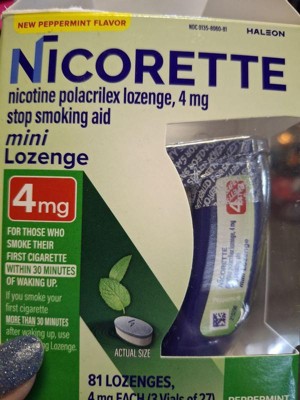 NEW PEPPERMINT FLAVOR
HALEON
NICORETTE
nicotine polacrilex lozenge, 4 mg
stop smoking aid
mini
Lozenge
4mg
FOR THOSE WHO
SMOKE THEIR
FIRST CIGARETTE
WITHIN 30 MINUTES
OF WAKING UP.
If you smoke your
first cigarette
MORE THAN 30 MINUTES
after waking up, use
Lozenge.
ACTUAL SIZE
NICORETTE
81 LOZENGES,
4 mg EACH (3 Vials of 27)
PEPPERMINT